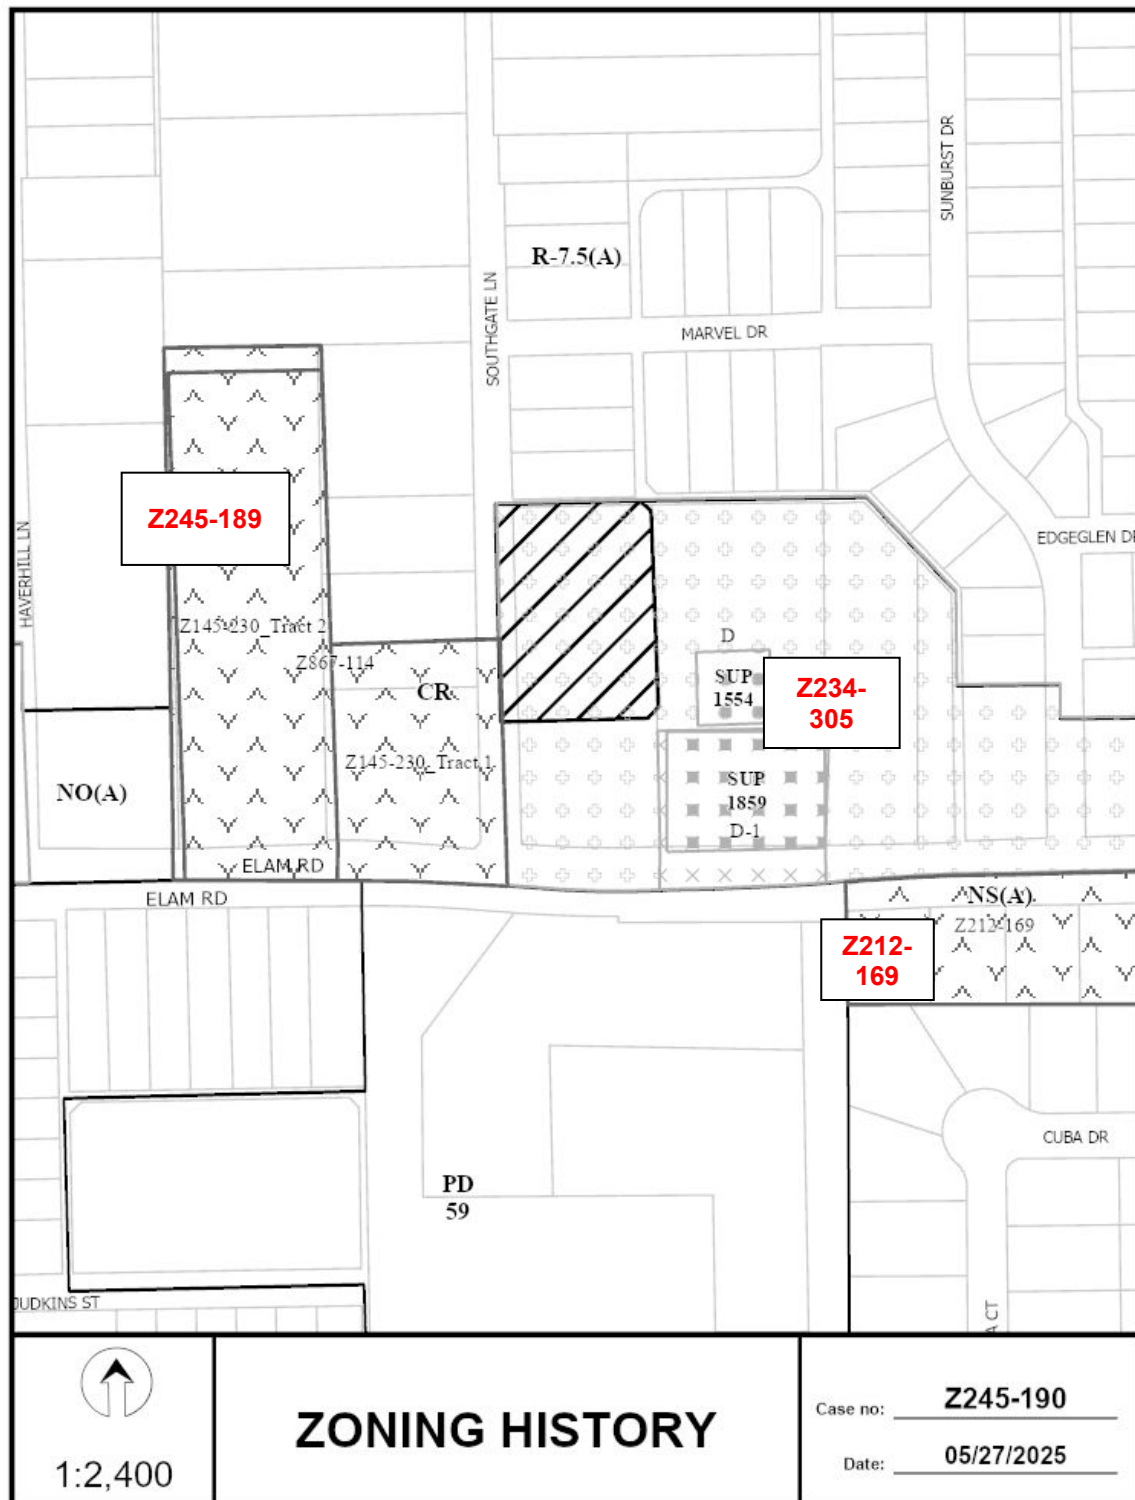 SUNBURST DR
R-7.5(A)
SOUTHGATE LN
MARVEL DR
Z245-189
HAVERHILL LN
EDGEGLEN DR
Z145-230_Tract 2
Z867-114
D
CR
SUP
1554
Z234-
305
Z145-230_Tract 1
NO(A)
SUP
1859
D-1
ELAM RD
ELAM RD
NS(A)
Z212-169
Z212-
169
CUBA DR
PD
59
JUDKINS ST
A CT
1:2,400
ZONING HISTORY
Case no: Z245-190
Date: 05/27/2025